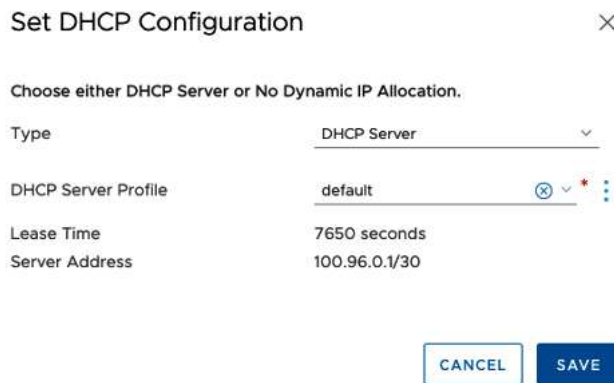 Set DHCP Configuration
Choose either DHCP Server or No Dynamic IP Allocation.
Type DHCP Server
DHCP Server Profile default *
Lease Time 7650 seconds
Server Address 100.96.0.1/30
CANCEL SAVE